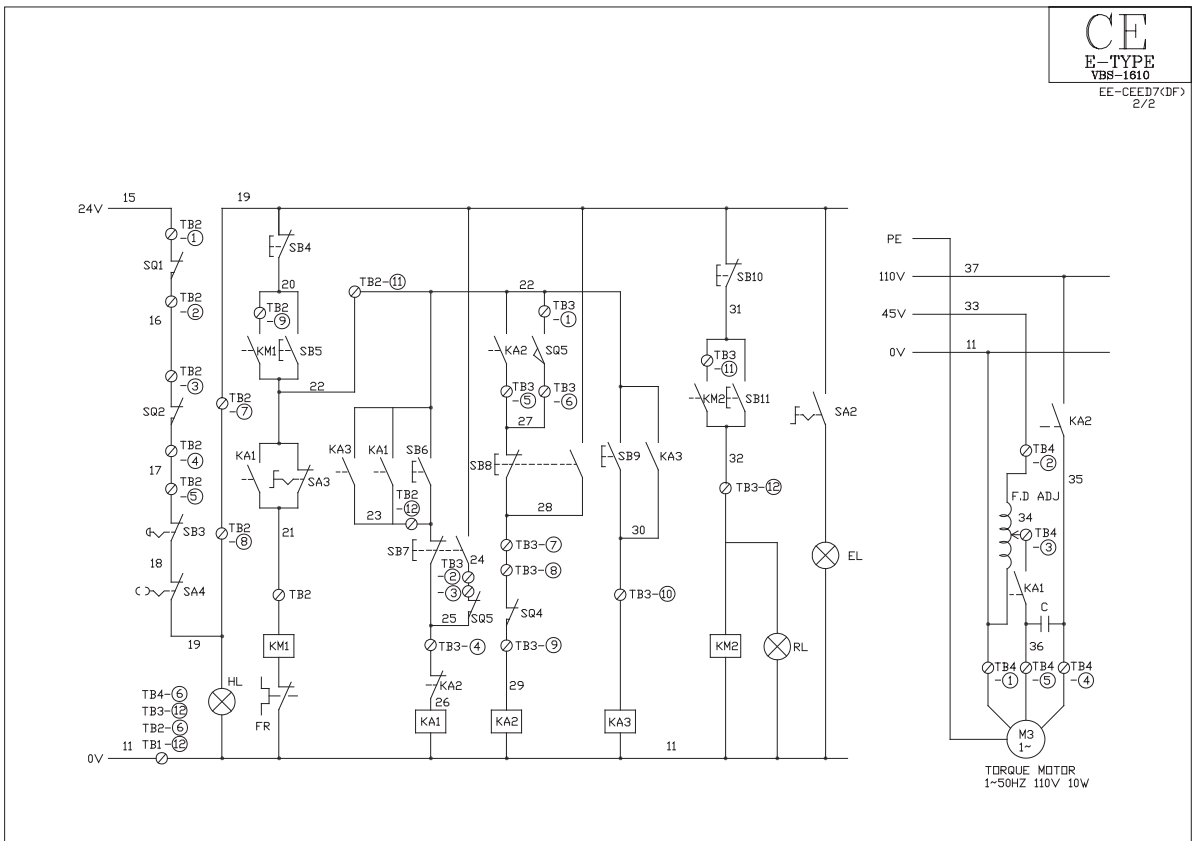 CE
E-TYPE
VBS-1610
EE-CEED7(DF)
2/2
24V
15
19
TB2
-①
SQ1
TB2
-②
16
TB2
-③
SQ2
TB2
-④
17
TB2
-⑤
SB3
18
SA4
19
TB2
-⑦
TB2
-⑧
HL
TB4-⑥
TB3-⑫
TB2-⑥
TB1-⑫
0V
11
SB4
20
TB2
-⑨
KM1
SB5
22
KA1
SA3
21
TB2
KM1
FR
TB2-⑪
22
KA3
KA1
SB6
TB2
-⑫
23
SB7
24
TB3
-②
-③
SQ5
25
TB3-④
KA2
26
KA1
TB3
-①
KA2
SQ5
TB3
-⑤
TB3
-⑥
27
SB8
28
TB3-⑦
TB3-⑧
SQ4
TB3-⑨
29
KA2
SB9
KA3
30
TB3-⑩
KA3
11
SB10
31
TB3
-⑪
KM2
SB11
32
TB3-⑫
KM2
RL
SA2
EL
PE
110V
37
45V
33
0V
11
KA2
TB4
-②
35
F.D ADJ
34
TB4
-③
KA1
C
36
TB4
-①
TB4
-⑤
TB4
-④
M3
1~
TORQUE MOTOR
1~50HZ 110V 10W